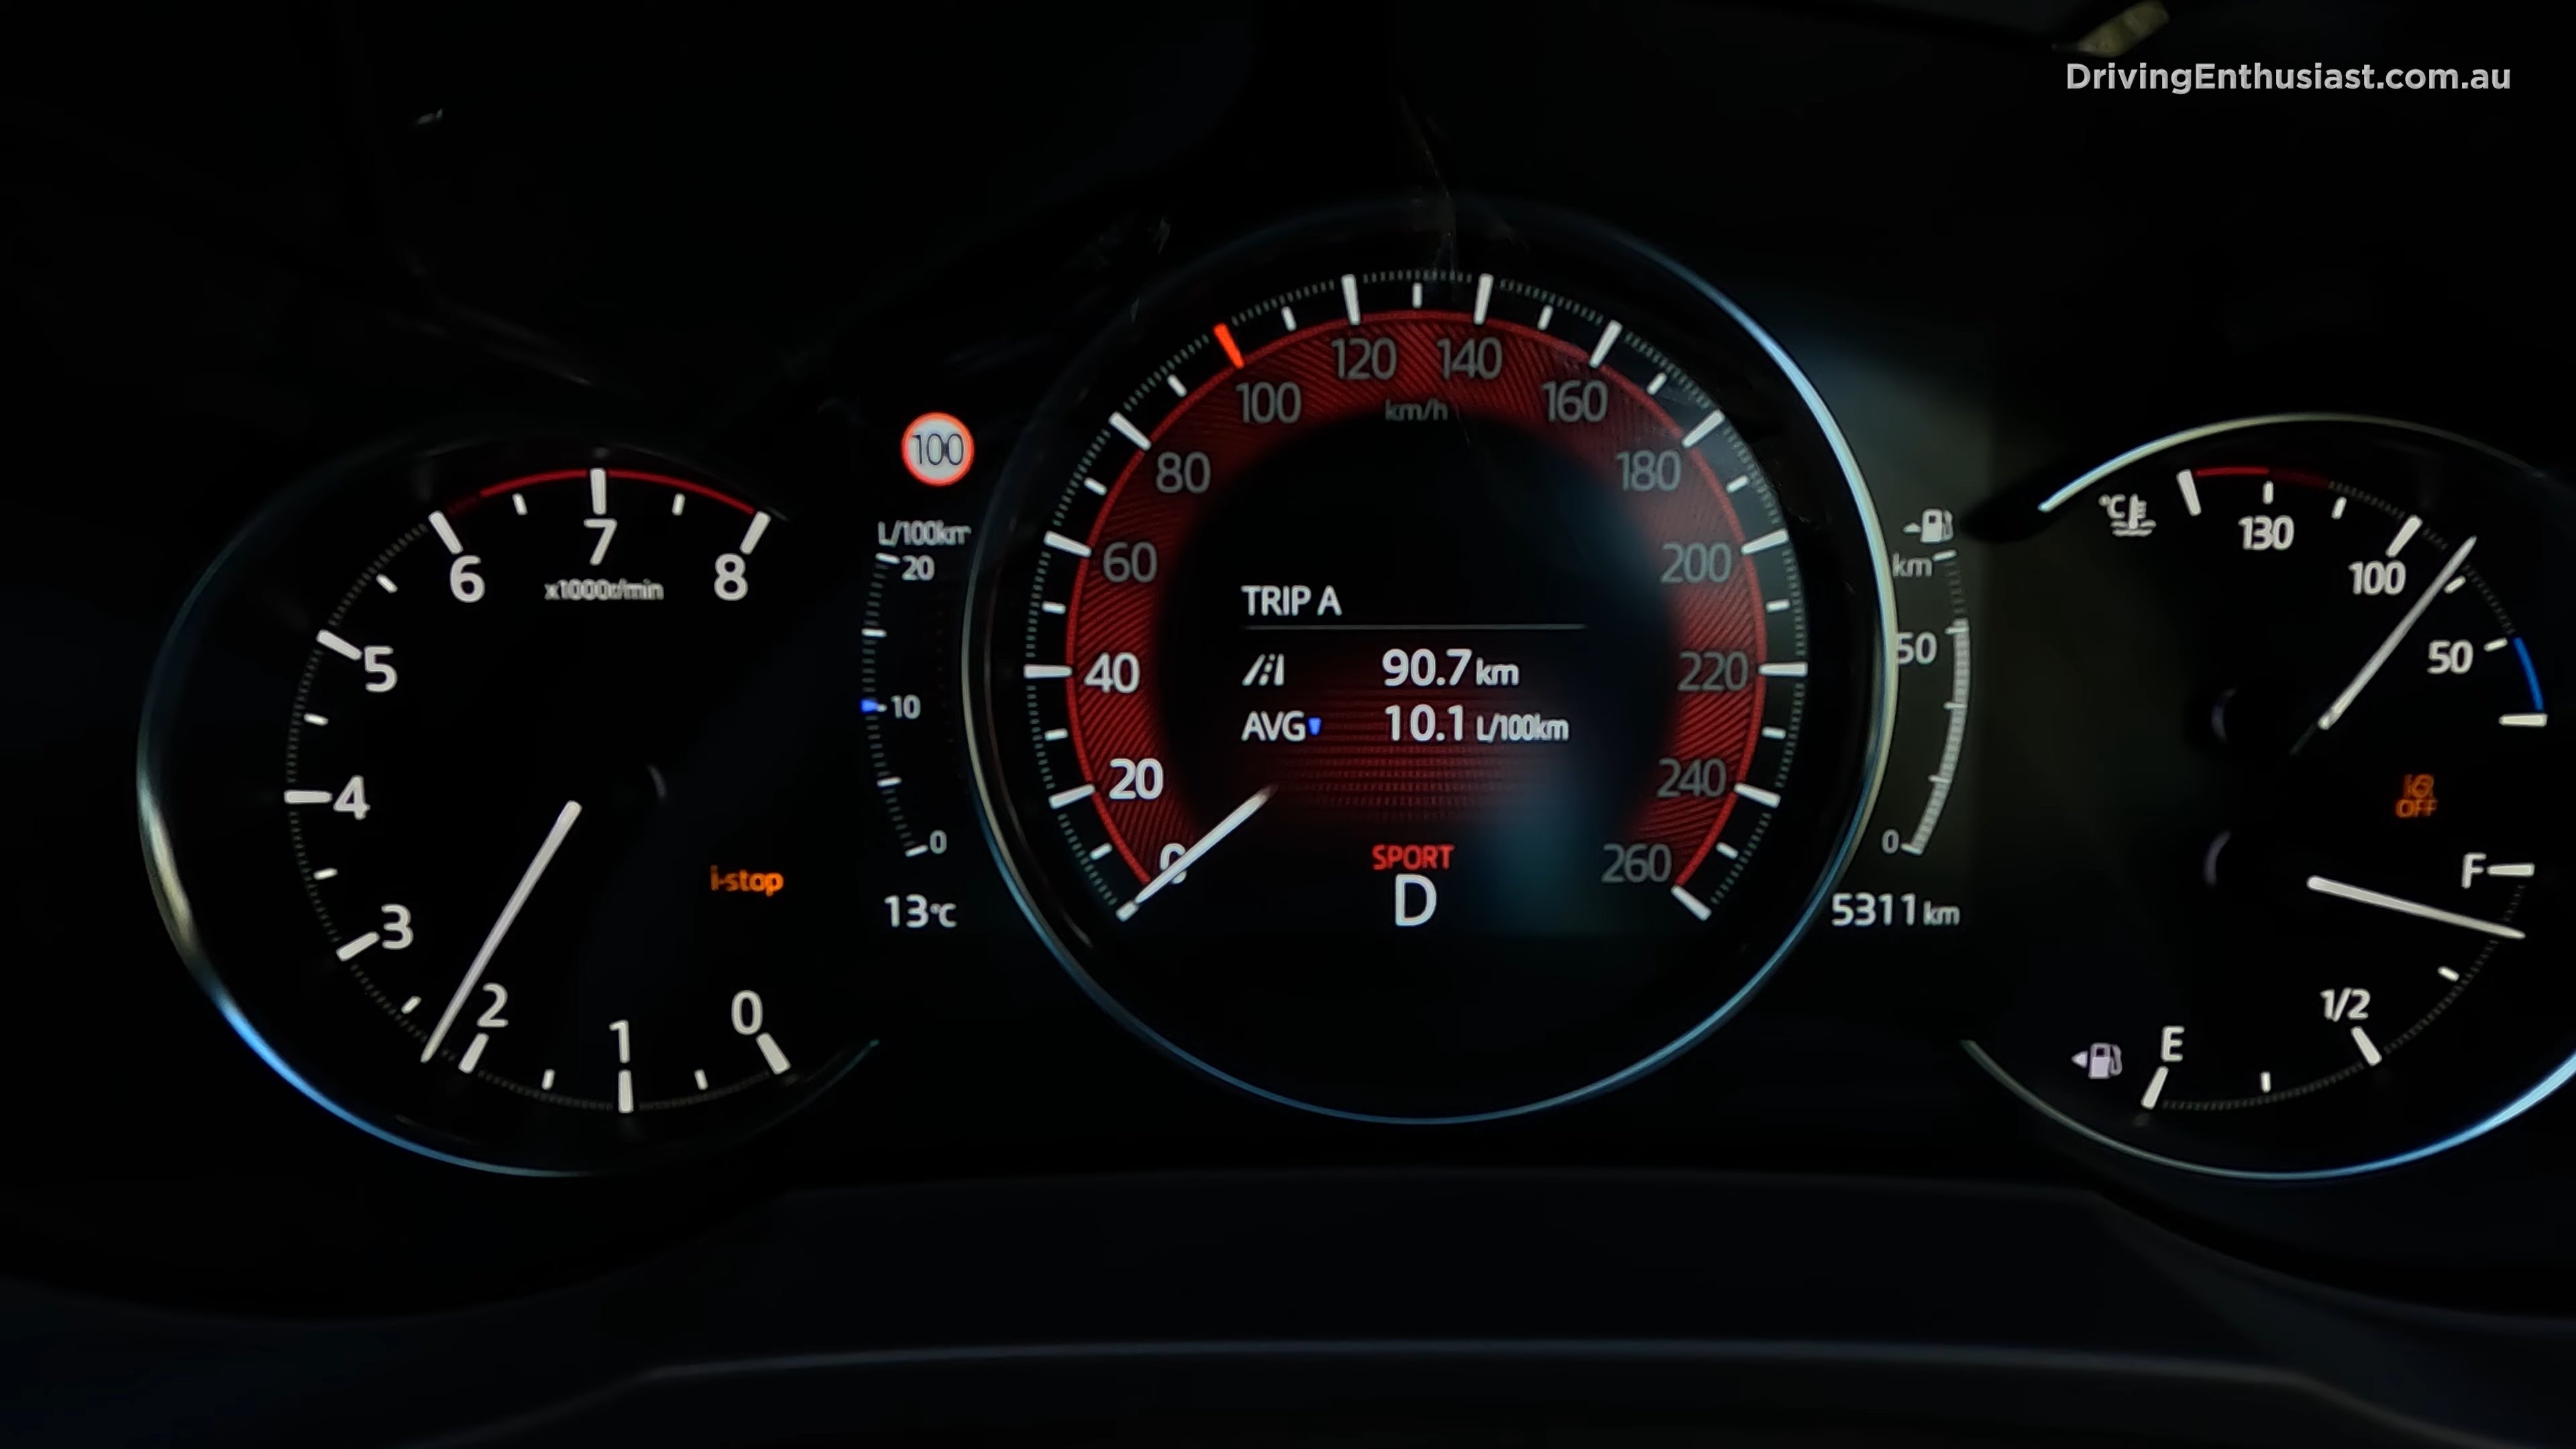 DrivingEnthusiast.com.au
0
1
2
3
4
5
6
7
8
x1000r/min
i-stop
100
L/100km
20
10
0
13°C
0
20
40
60
80
100
120
140
160
180
200
220
240
260
km/h
TRIP A
90.7 km
AVG 10.1 L/100km
SPORT
D
km
50
0
5311 km
°C
130
100
50
OFF
F
1/2
E